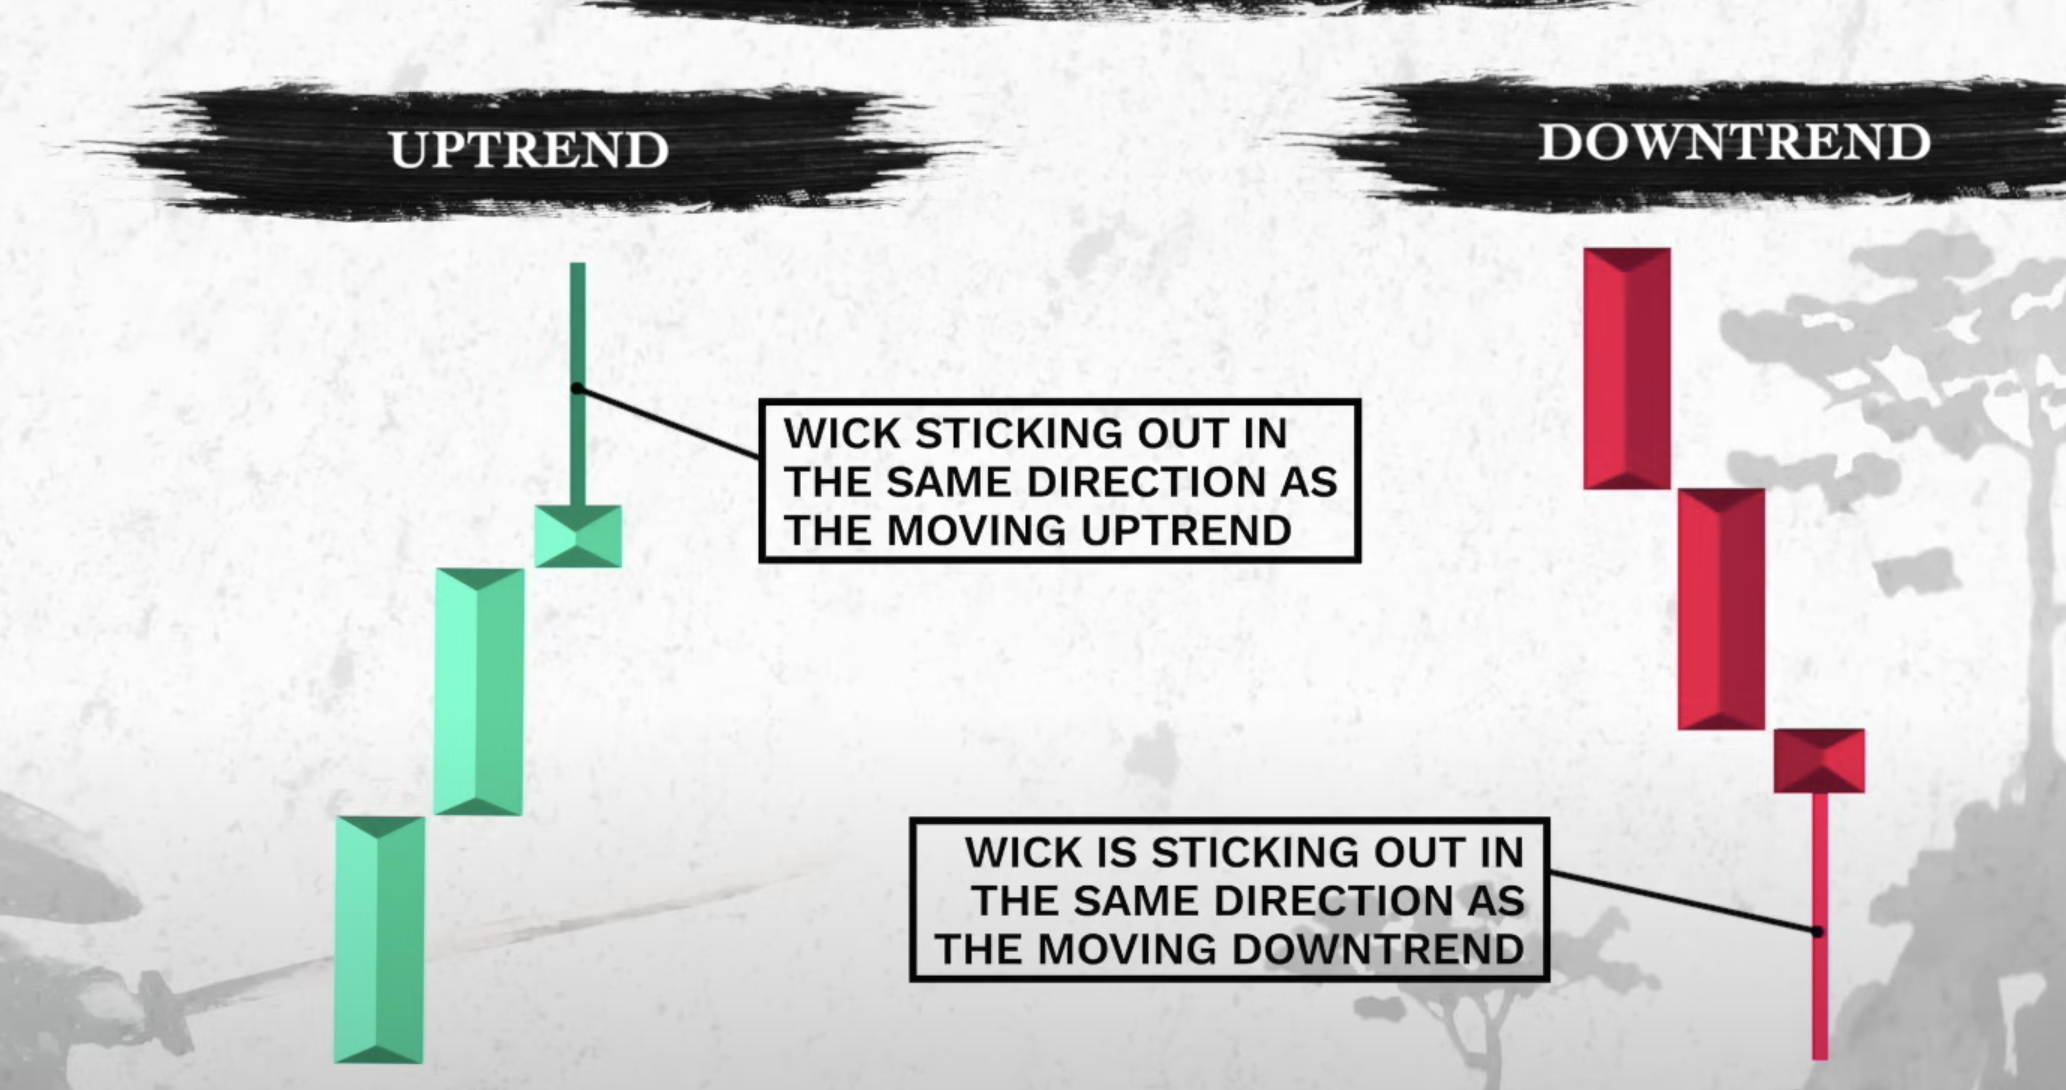 UPTREND
DOWNTREND
WICK STICKING OUT IN
THE SAME DIRECTION AS
THE MOVING UPTREND
WICK IS STICKING OUT IN
THE SAME DIRECTION AS
THE MOVING DOWNTREND